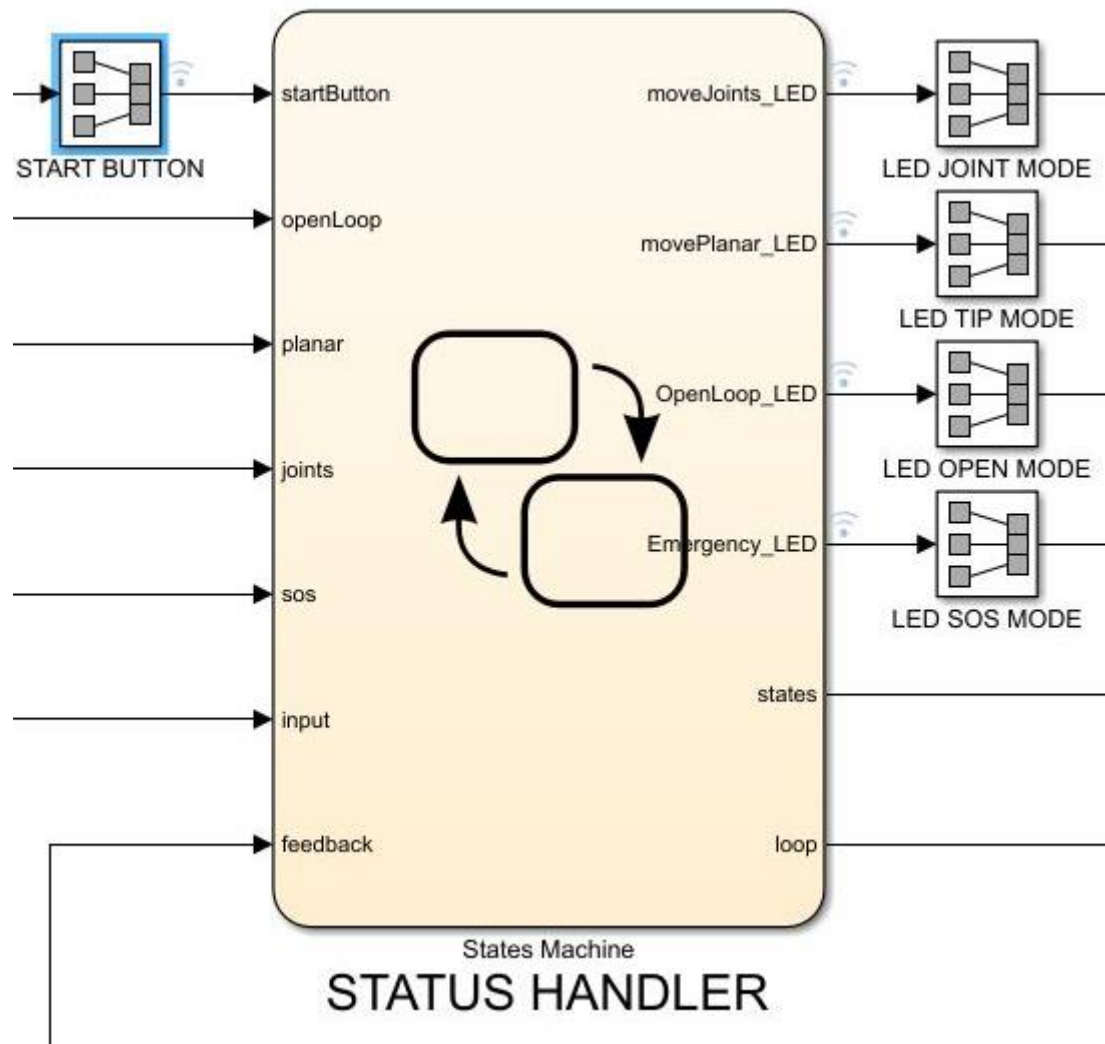 START BUTTON
startButton
openLoop
planar
joints
sos
input
feedback
moveJoints_LED
movePlanar_LED
OpenLoop_LED
Emergency_LED
states
loop
LED JOINT MODE
LED TIP MODE
LED OPEN MODE
LED SOS MODE
States Machine
STATUS HANDLER